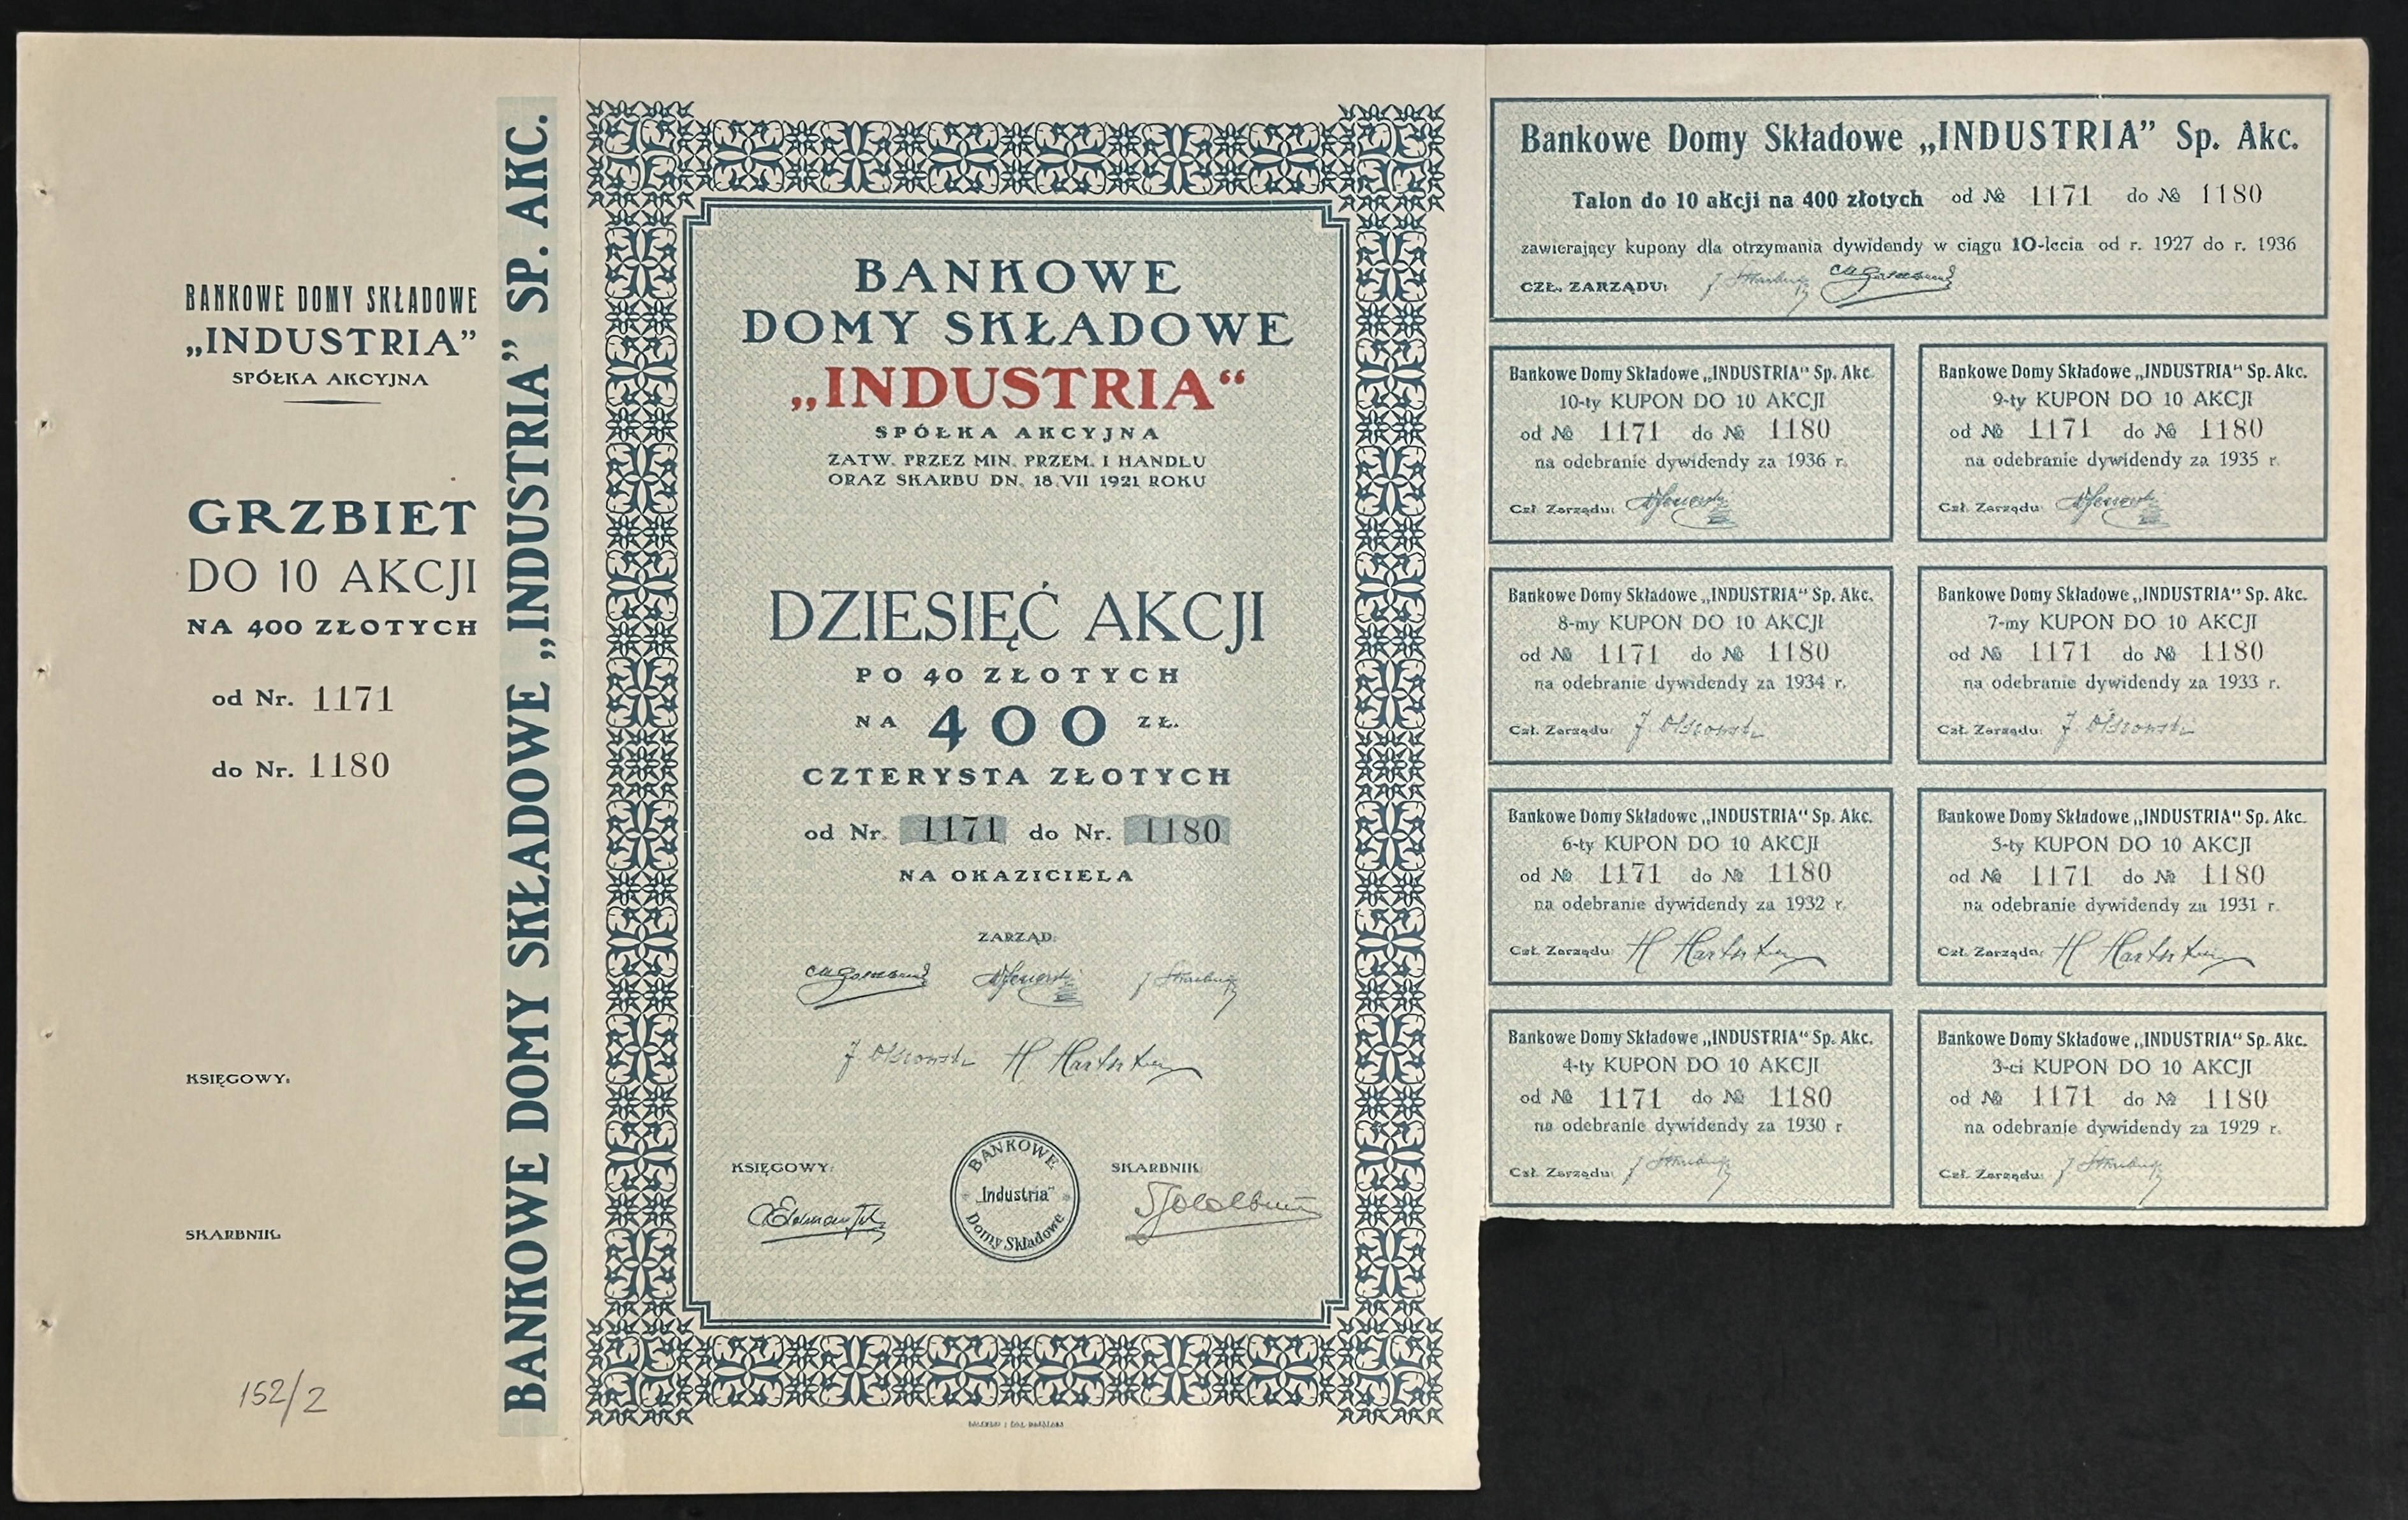 BANKOWE DOMY SKŁADOWE
„INDUSTRIA”
SPÓŁKA AKCYJNA
GRZBIET
DO 10 AKCJI
NA 400 ZŁOTYCH
od Nr. 1171
do Nr. 1180
KSIĘGOWY:
SKARBNIK:
152/2
BANKOWE DOMY SKŁADOWE „INDUSTRIA” SP. AKC.
BANKOWE
DOMY SKŁADOWE
„INDUSTRIA“
SPÓŁKA AKCYJNA
ZATW. PRZEZ MIN. PRZEM. I HANDLU
ORAZ SKARBU DN. 18.VII 1921 ROKU
DZIESIĘĆ AKCJI
PO 40 ZŁOTYCH
NA 400 ZŁ.
CZTERYSTA ZŁOTYCH
od Nr. 1171 do Nr. 1180
NA OKAZICIELA
ZARZĄD:
KSIĘGOWY:
BANKOWE
„Industria”
Domy Składowe
SKARBNIK
Bankowe Domy Składowe „INDUSTRIA” Sp. Akc.
Talon do 10 akcji na 400 złotych od № 1171 do № 1180
zawierający kupony dla otrzymania dywidendy w ciągu 10-lecia od r. 1927 do r. 1936
CZŁ. ZARZĄDU:
Bankowe Domy Składowe „INDUSTRIA“ Sp. Akc.
10-ty KUPON DO 10 AKCJI
od № 1171 do № 1180
na odebranie dywidendy za 1936 r.
Czł. Zarządu:
Bankowe Domy Składowe „INDUSTRIA“ Sp. Akc.
9-ty KUPON DO 10 AKCJI
od № 1171 do № 1180
na odebranie dywidendy za 1935 r.
Czł. Zarządu:
Bankowe Domy Składowe „INDUSTRIA“ Sp. Akc.
8-my KUPON DO 10 AKCJI
od № 1171 do № 1180
na odebranie dywidendy za 1934 r.
Czł. Zarządu:
Bankowe Domy Składowe „INDUSTRIA“ Sp. Akc.
7-my KUPON DO 10 AKCJI
od № 1171 do № 1180
na odebranie dywidendy za 1933 r.
Czł. Zarządu:
Bankowe Domy Składowe „INDUSTRIA“ Sp. Akc.
6-ty KUPON DO 10 AKCJI
od № 1171 do № 1180
na odebranie dywidendy za 1932 r.
Czł. Zarządu:
Bankowe Domy Składowe „INDUSTRIA“ Sp. Akc.
5-ty KUPON DO 10 AKCJI
od № 1171 do № 1180
na odebranie dywidendy za 1931 r.
Czł. Zarządu:
Bankowe Domy Składowe „INDUSTRIA“ Sp. Akc.
4-ty KUPON DO 10 AKCJI
od № 1171 do № 1180
na odebranie dywidendy za 1930 r
Czł. Zarządu:
Bankowe Domy Składowe „INDUSTRIA“ Sp. Akc.
3-ci KUPON DO 10 AKCJI
od № 1171 do № 1180
na odebranie dywidendy za 1929 r.
Czł. Zarządu: